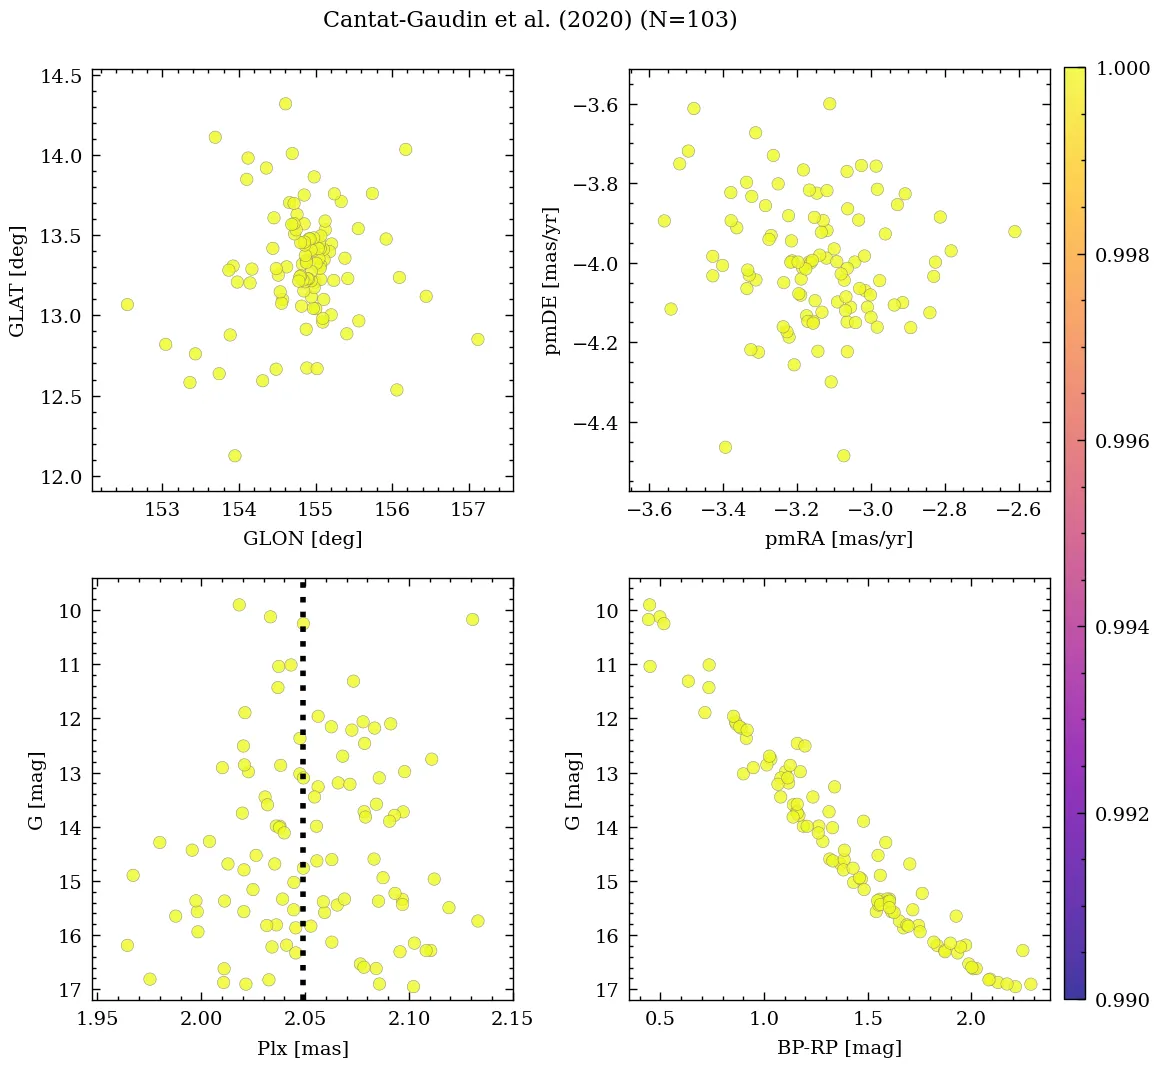 Cantat-Gaudin et al. (2020) (N=103)
14.5
14.0
13.5
13.0
12.5
12.0
GLAT [deg]
153 154 155 156 157
GLON [deg]
−3.6
−3.8
−4.0
−4.2
−4.4
pmDE [mas/yr]
−3.6 −3.4 −3.2 −3.0 −2.8 −2.6
pmRA [mas/yr]
10
11
12
13
14
15
16
17
G [mag]
1.95 2.00 2.05 2.10 2.15
Plx [mas]
10
11
12
13
14
15
16
17
G [mag]
0.5 1.0 1.5 2.0
BP-RP [mag]
1.000
0.998
0.996
0.994
0.992
0.990